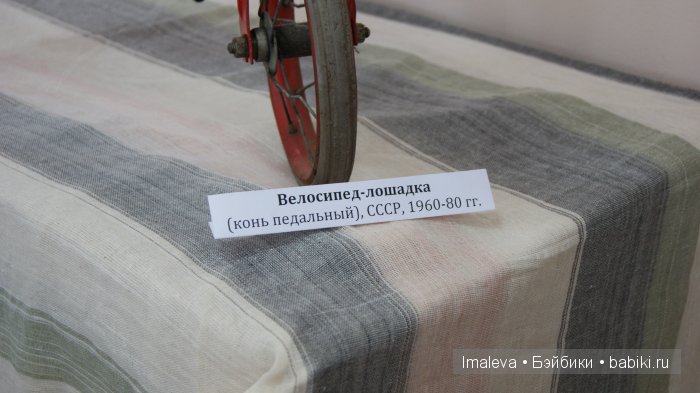 Велосипед-лошадка
(конь педальный), СССР, 1960-80 гг.
Imaleva • Бэйбики • babiki.ru